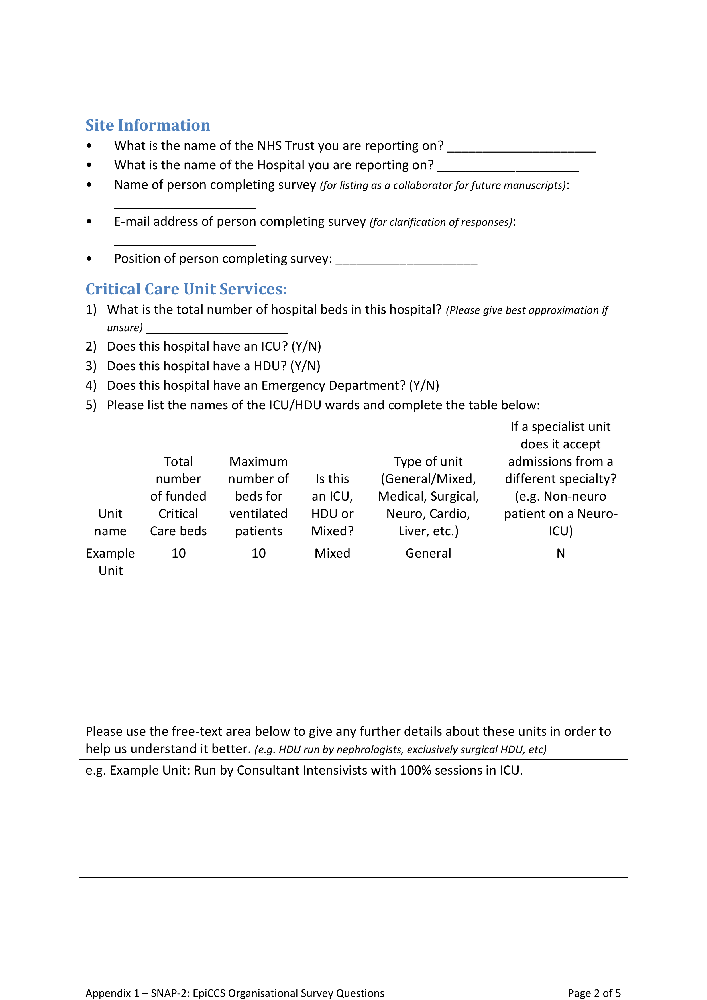 Site Information
• What is the name of the NHS Trust you are reporting on? _____________________
• What is the name of the Hospital you are reporting on? ____________________
• Name of person completing survey (for listing as a collaborator for future manuscripts):
____________________
• E-mail address of person completing survey (for clarification of responses):
____________________
• Position of person completing survey: ____________________
Critical Care Unit Services:
1) What is the total number of hospital beds in this hospital? (Please give best approximation if
unsure) ____________________
2) Does this hospital have an ICU? (Y/N)
3) Does this hospital have a HDU? (Y/N)
4) Does this hospital have an Emergency Department? (Y/N)
5) Please list the names of the ICU/HDU wards and complete the table below:
Unit
name
Total
number
of funded
Critical
Care beds
Maximum
number of
beds for
ventilated
patients
Is this
an ICU,
HDU or
Mixed?
Type of unit
(General/Mixed,
Medical, Surgical,
Neuro, Cardio,
Liver, etc.)
If a specialist unit
does it accept
admissions from a
different specialty?
(e.g. Non-neuro
patient on a Neuro-
ICU)
Example 10 10 Mixed General N
Unit
Please use the free-text area below to give any further details about these units in order to
help us understand it better. (e.g. HDU run by nephrologists, exclusively surgical HDU, etc)
e.g. Example Unit: Run by Consultant Intensivists with 100% sessions in ICU.
Appendix 1 – SNAP-2: EpiCCS Organisational Survey Questions Page 2 of 5